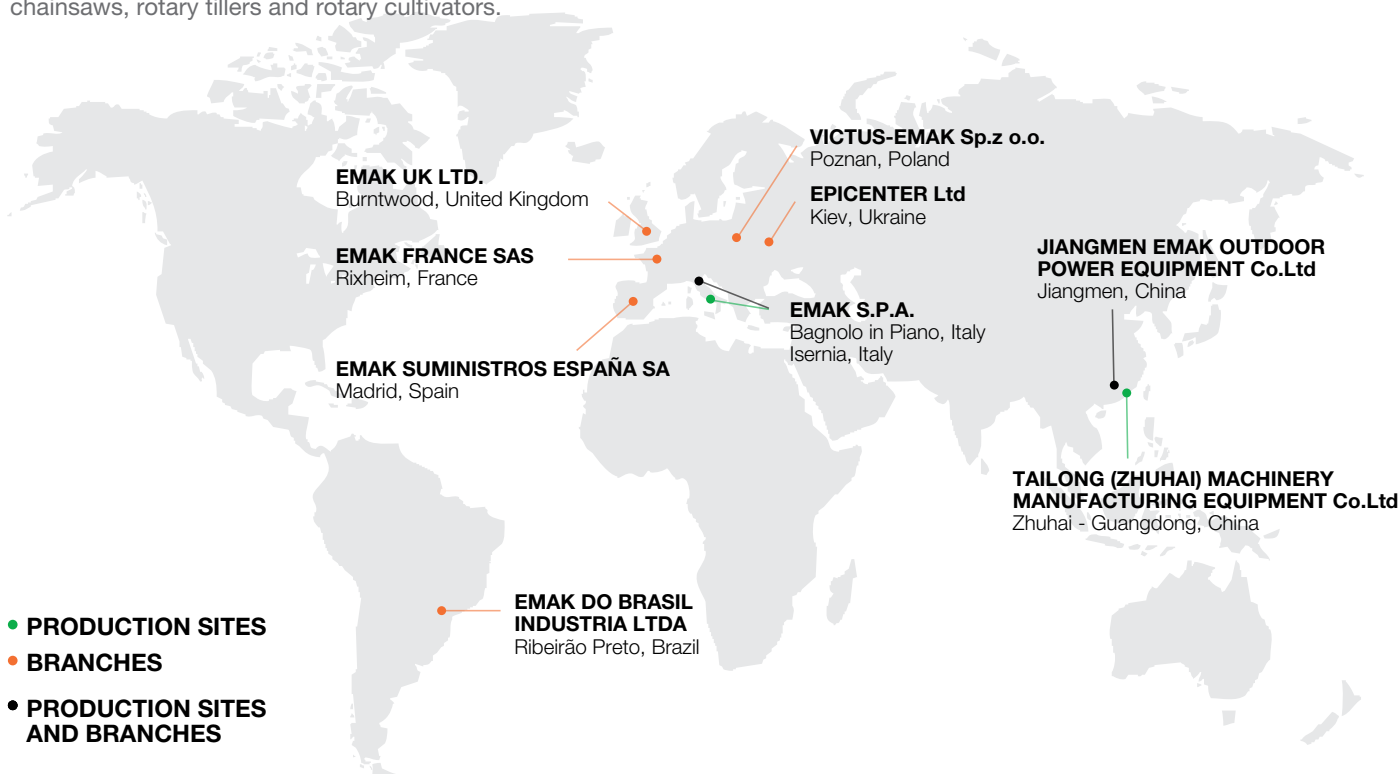 chainsaws, rotary tillers and rotary cultivators.
VICTUS-EMAK Sp.z o.o.
Poznan, Poland
EMAK UK LTD.
Burntwood, United Kingdom
EPICENTER Ltd
Kiev, Ukraine
EMAK FRANCE SAS
Rixheim, France
JIANGMEN EMAK OUTDOOR
POWER EQUIPMENT Co.Ltd
Jiangmen, China
EMAK S.P.A.
Bagnolo in Piano, Italy
Isernia, Italy
EMAK SUMINISTROS ESPAÑA SA
Madrid, Spain
TAILONG (ZHUHAI) MACHINERY
MANUFACTURING EQUIPMENT Co.Ltd
Zhuhai - Guangdong, China
EMAK DO BRASIL
INDUSTRIA LTDA
Ribeirão Preto, Brazil
PRODUCTION SITES
BRANCHES
PRODUCTION SITES
AND BRANCHES